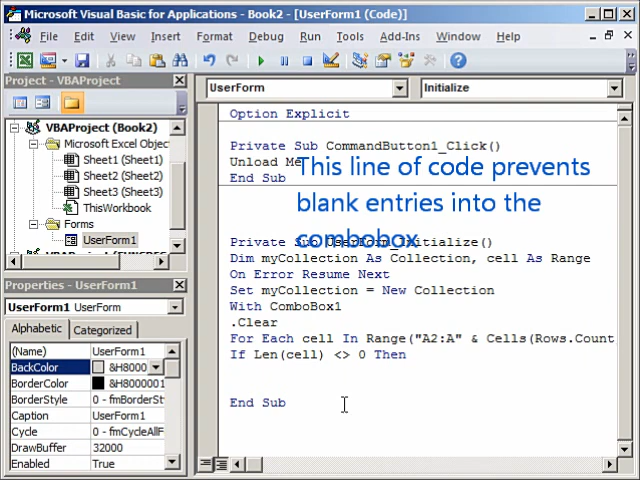 Microsoft Visual Basic for Applications - Book2 - [UserForm1 (Code)]
File Edit View Insert Format Debug Run Tools Add-Ins Window Help
Project - VBAProject
VBAProject (Book2)
Microsoft Excel Objec
Sheet1 (Sheet1)
Sheet2 (Sheet2)
Sheet3 (Sheet3)
ThisWorkbook
Forms
UserForm1
Properties - UserForm1
UserForm1 UserForm
Alphabetic Categorized
(Name) UserForm1
BackColor &H8000
BorderColor &H8000001
BorderStyle 0 - fmBorderSt
Caption UserForm1
Cycle 0 - fmCycleAllF
DrawBuffer 32000
Enabled True
UserForm Initialize
Option Explicit
Private Sub CommandButton1_Click()
Unload Me
End Sub
This line of code prevents
blank entries into the
combobox
Private Sub UserForm_Initialize()
Dim myCollection As Collection, cell As Range
On Error Resume Next
Set myCollection = New Collection
With ComboBox1
.Clear
For Each cell In Range("A2:A" & Cells(Rows.Count,
If Len(cell) <> 0 Then
End Sub